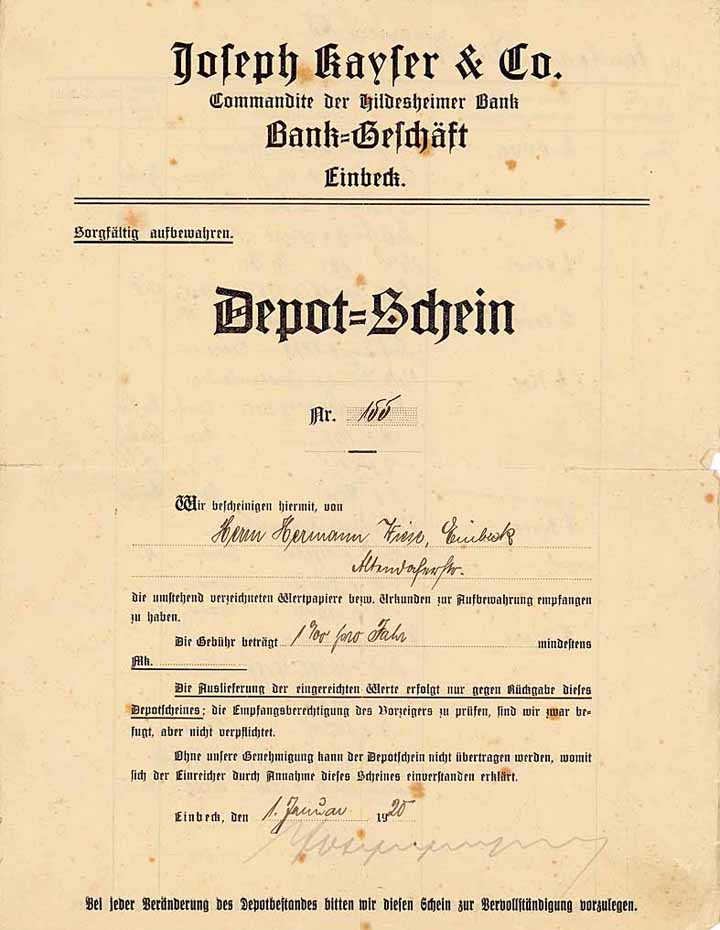 Joseph Kayser & Co.
Commandite der Hildesheimer Bank
Bank=Geschäft
Einbeck.
Sorgfältig aufbewahren.
Depot=Schein
Nr. 155
Wir bescheinigen hiermit, von
Herrn Hermann Wiese, Einbeck
Altendorferstr.
die umstehend verzeichneten Wertpapiere bezw. Urkunden zur Aufbewahrung empfangen
zu haben.
Die Gebühr beträgt 1 ‰ pro Jahr mindestens
Mk.
Die Auslieferung der eingereichten Werte erfolgt nur gegen Rückgabe dieses
Depotscheines; die Empfangsberechtigung des Vorzeigers zu prüfen, sind wir zwar be-
fugt, aber nicht verpflichtet.
Ohne unsere Genehmigung kann der Depotschein nicht übertragen werden, womit
sich der Einreicher durch Annahme dieses Scheines einverstanden erklärt.
Einbeck, den 1. Januar 1920
Bei jeder Veränderung des Depotbestandes bitten wir diesen Schein zur Vervollständigung vorzulegen.